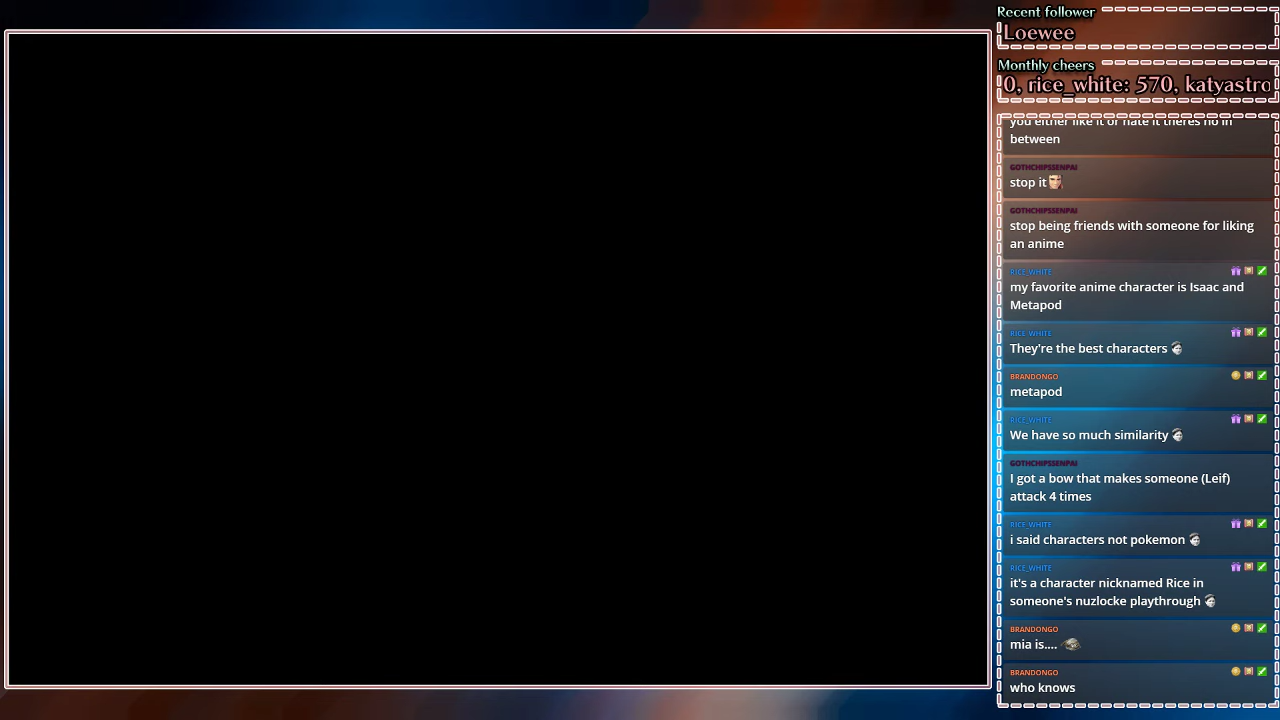 Recent follower
Loewee
Monthly cheers
0, rice_white: 570, katyastro
you either like it or hate it theres no in
between
GOTHCHIPSSENPAI
stop it
GOTHCHIPSSENPAI
stop being friends with someone for liking
an anime
RICE_WHITE
my favorite anime character is Isaac and
Metapod
RICE_WHITE
They're the best characters
BRANDONGO
metapod
RICE_WHITE
We have so much similarity
GOTHCHIPSSENPAI
I got a bow that makes someone (Leif)
attack 4 times
RICE_WHITE
i said characters not pokemon
RICE_WHITE
it's a character nicknamed Rice in
someone's nuzlocke playthrough
BRANDONGO
mia is....
BRANDONGO
who knows